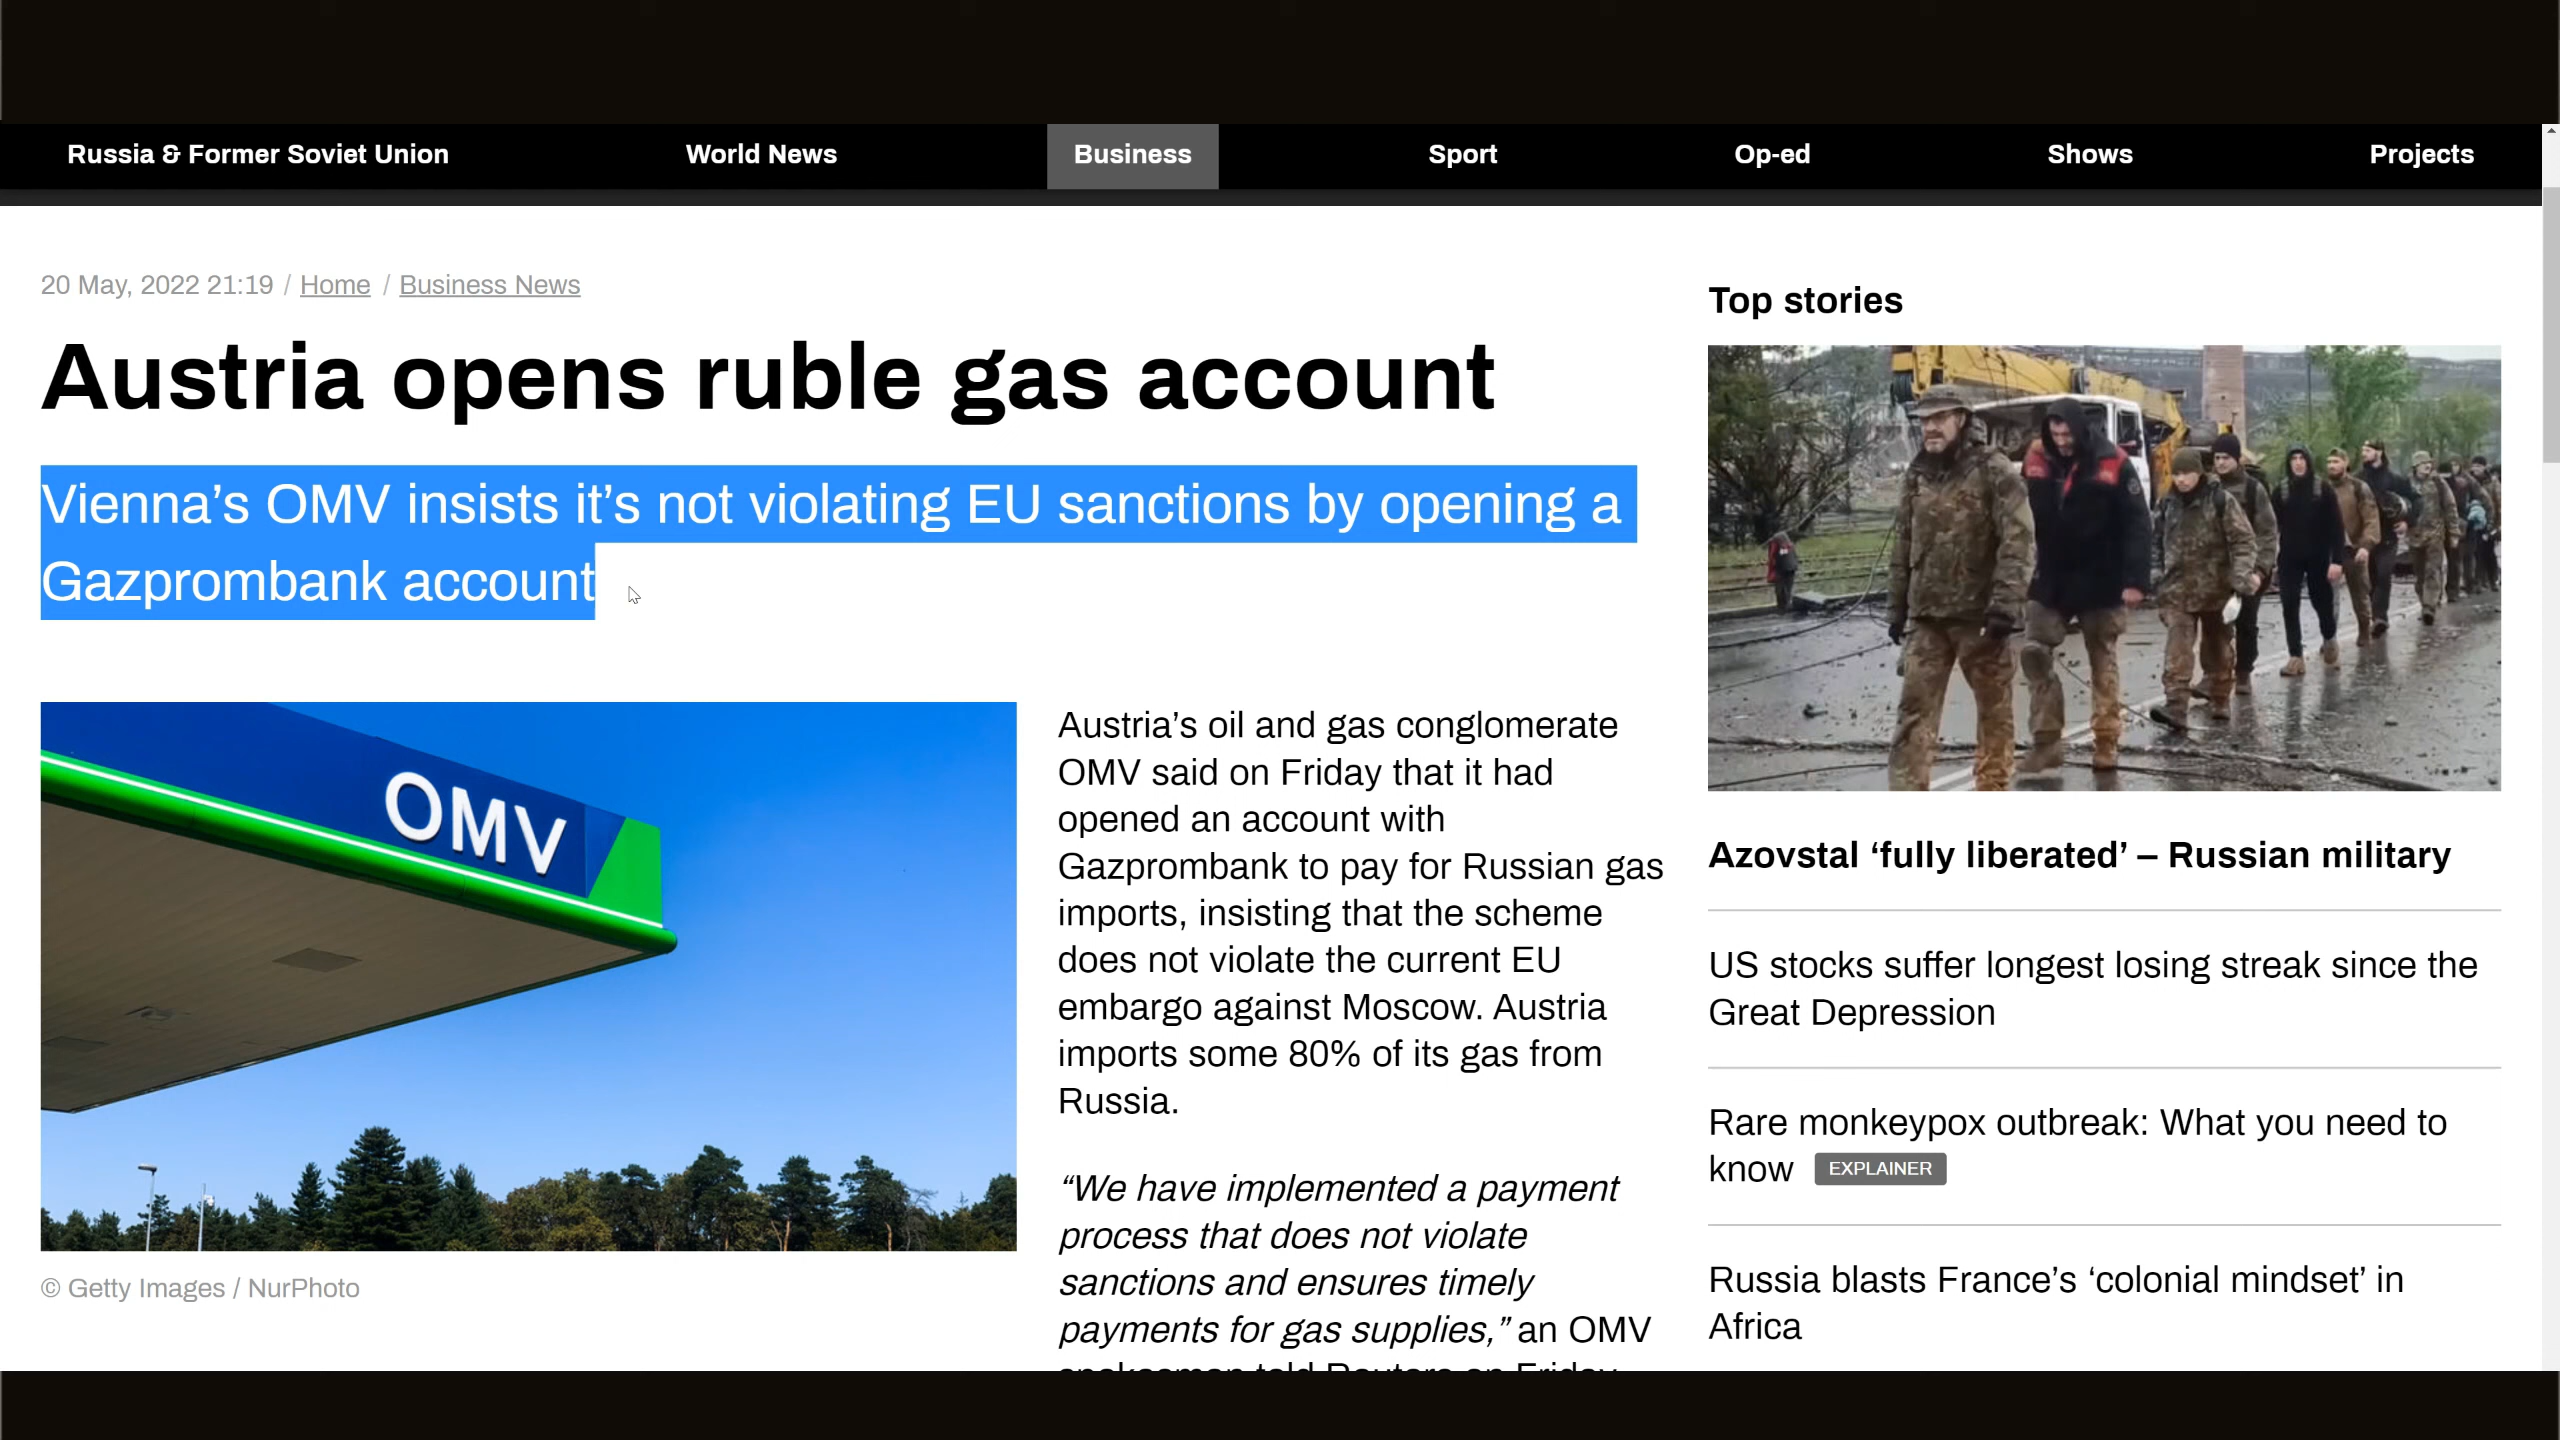 Russia & Former Soviet Union
World News
Business
Sport
Op-ed
Shows
Projects
20 May, 2022 21:19 / Home / Business News
Austria opens ruble gas account
Vienna’s OMV insists it’s not violating EU sanctions by opening a
Gazprombank account
OMV
© Getty Images / NurPhoto
Austria’s oil and gas conglomerate
OMV said on Friday that it had
opened an account with
Gazprombank to pay for Russian gas
imports, insisting that the scheme
does not violate the current EU
embargo against Moscow. Austria
imports some 80% of its gas from
Russia.
“We have implemented a payment
process that does not violate
sanctions and ensures timely
payments for gas supplies,” an OMV
spokesman told Reuters on Friday
Top stories
Azovstal ‘fully liberated’ – Russian military
US stocks suffer longest losing streak since the
Great Depression
Rare monkeypox outbreak: What you need to
know EXPLAINER
Russia blasts France’s ‘colonial mindset’ in
Africa